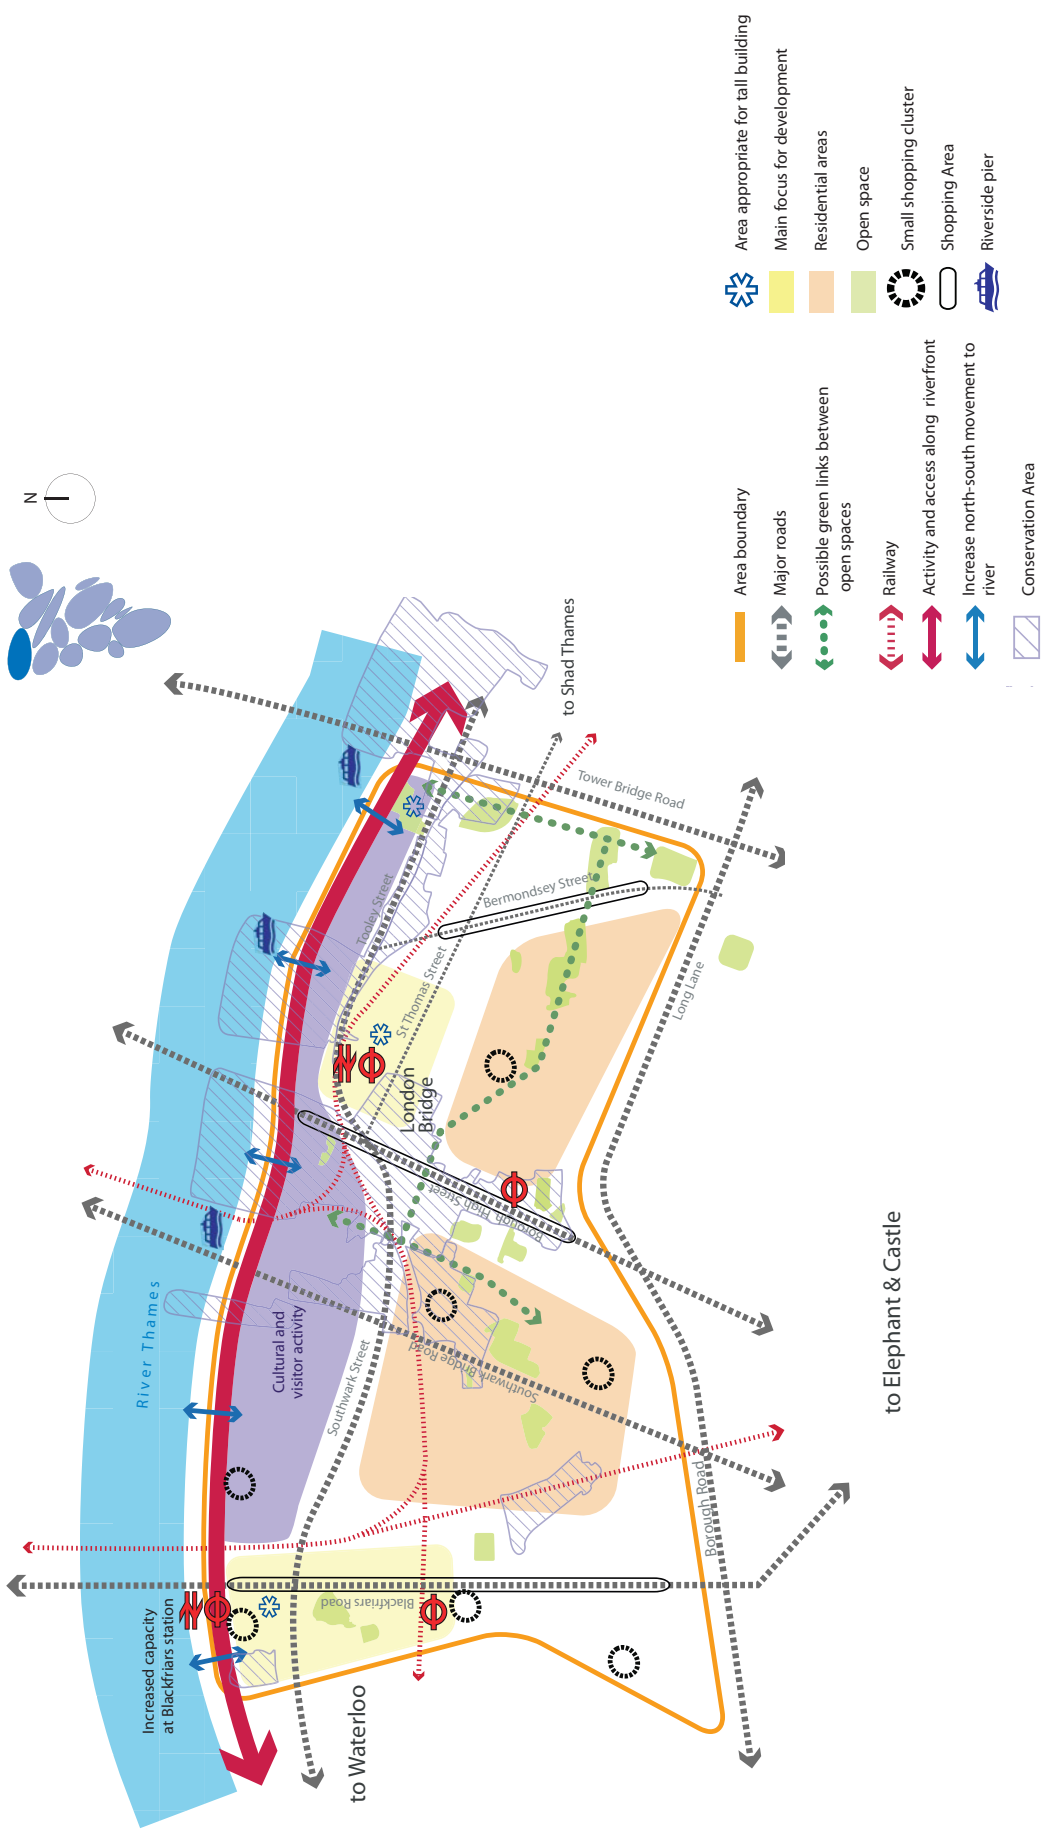 N
River Thames
Increased capacity
at Blackfriars station
Cultural and
visitor activity
London
Bridge
Tooley Street
St Thomas Street
Bermondsey Street
Tower Bridge Road
Long Lane
Borough High Street
Southwark Street
Southwark Bridge Road
Blackfriars Road
Borough Road
to Shad Thames
to Waterloo
to Elephant & Castle
Area boundary
Major roads
Possible green links between
open spaces
Railway
Activity and access along riverfront
Increase north-south movement to
river
Conservation Area
Area appropriate for tall building
Main focus for development
Residential areas
Open space
Small shopping cluster
Shopping Area
Riverside pier